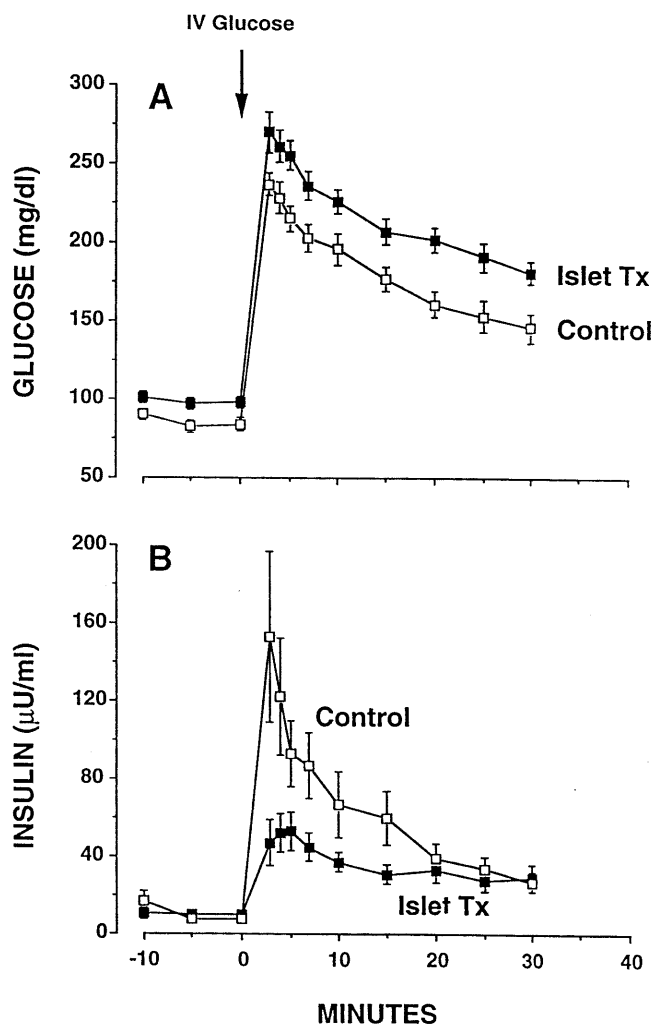 IV Glucose
A
GLUCOSE (mg/dl)
300
250
200
150
100
50
Islet Tx
Control
B
INSULIN (μU/ml)
200
160
120
80
40
0
Control
Islet Tx
-10
0
10
20
30
40
MINUTES